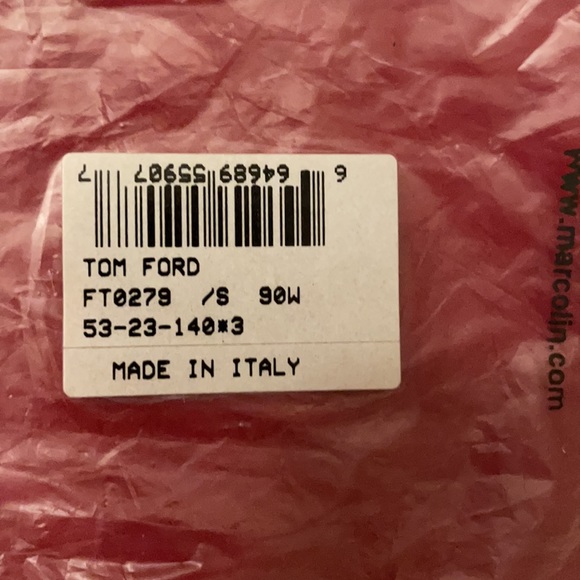 6 64689 55907 7
TOM FORD
FT0279 /S 90W
53-23-140*3
MADE IN ITALY
www.marcolin.com